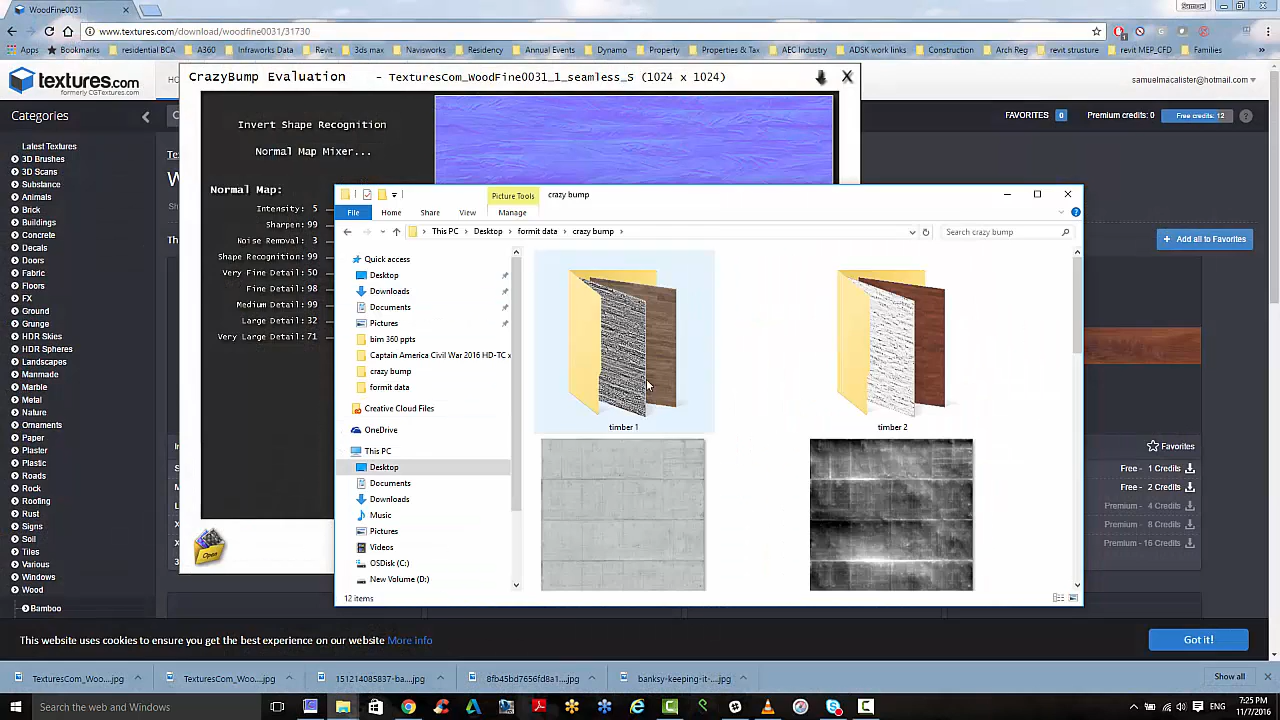 WoodFine0031
Samuel
www.textures.com/download/woodfine0031/31730
Apps
Bookmarks
residential BCA
A360
Infraworks Data
Revit
3ds max
Navisworks
Residency
Annual Events
Dynamo
Property
Properties & Tax
AEC Industry
ADSK work links
Construction
Arch Reg
revit structure
revit MEP_CFD
Families
textures.com
formerly CGTextures.com
samuelmacalister@hotmail.com
Categories
FAVORITES 0
Premium credits: 0
Free credits: 12
Latest Textures
3D Brushes
3D Scans
Substance
Animals
Brick
Buildings
Concrete
Decals
Doors
Fabric
Floors
FX
Ground
Grunge
HDR Skies
HDR Spheres
Landscapes
Manmade
Marble
Metal
Nature
Ornaments
Paper
Plaster
Plastic
Roads
Rock
Roofing
Rust
Signs
Soil
Tiles
Various
Windows
Wood
Bamboo
CrazyBump Evaluation - TexturesCom_WoodFine0031_1_seamless_S (1024 x 1024)
Invert Shape Recognition
Normal Map Mixer...
Normal Map:
Intensity: 5
Sharpen: 99
Noise Removal: 3
Shape Recognition: 99
Very Fine Detail: 50
Fine Detail: 98
Medium Detail: 99
Large Detail: 32
Very Large Detail: 71
Open
Picture Tools
crazy bump
File
Home
Share
View
Manage
This PC
Desktop
formit data
crazy bump
Search crazy bump
Quick access
Desktop
Downloads
Documents
Pictures
bim 360 ppts
Captain America Civil War 2016 HD-TC x
crazy bump
formit data
Creative Cloud Files
OneDrive
This PC
Desktop
Documents
Downloads
Music
Pictures
Videos
OSDisk (C:)
New Volume (D:)
timber 1
timber 2
12 items
Add all to Favorites
Favorites
Free - 1 Credits
Free - 2 Credits
Premium - 4 Credits
Premium - 8 Credits
Premium - 16 Credits
This website uses cookies to ensure you get the best experience on our website More info
Got it!
TexturesCom_Woo....jpg
TexturesCom_Woo....jpg
151214085837-ba....jpg
8fb45bd7656fd8a1....jpg
banksy-keeping-it-....jpg
Show all
Search the web and Windows
ENG
7:25 PM
11/7/2016